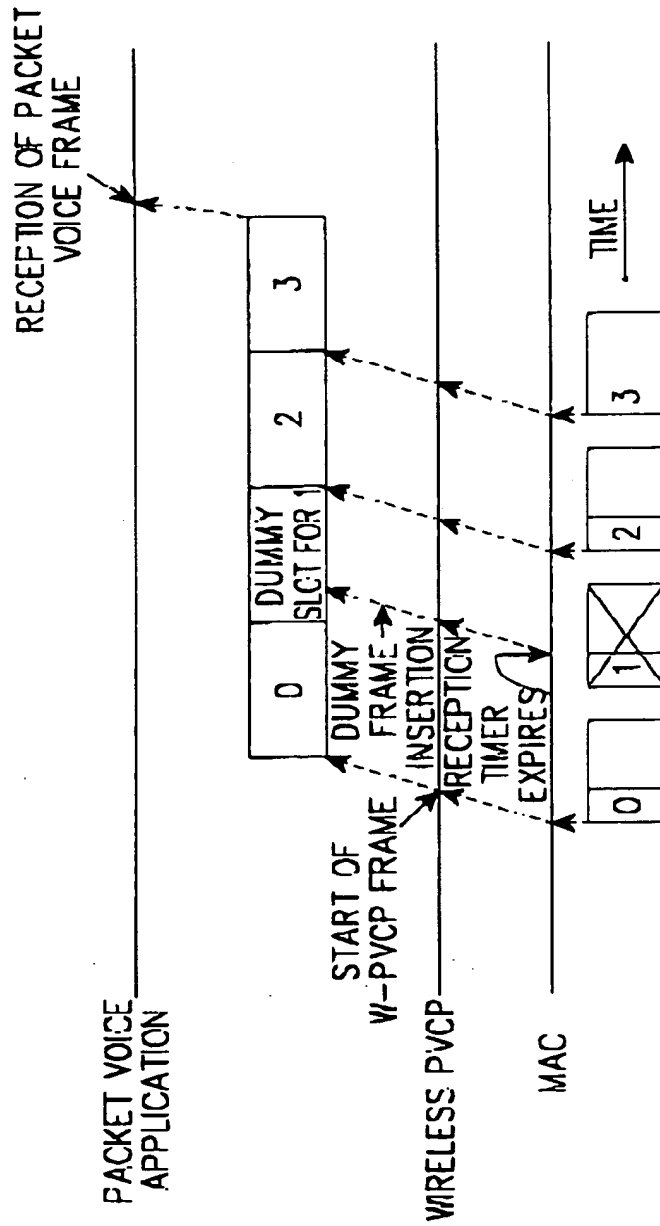 RECEPTION OF PACKET
VOICE FRAME
PACKET VOICE
APPLICATION
0
DUMMY
SLOT FOR 1
2
3
DUMMY
FRAME
INSERTION
START OF
W-PVCP FRAME
WIRELESS PVCP
RECEPTION
TIMER
EXPIRES
MAC
0
1
2
3
TIME